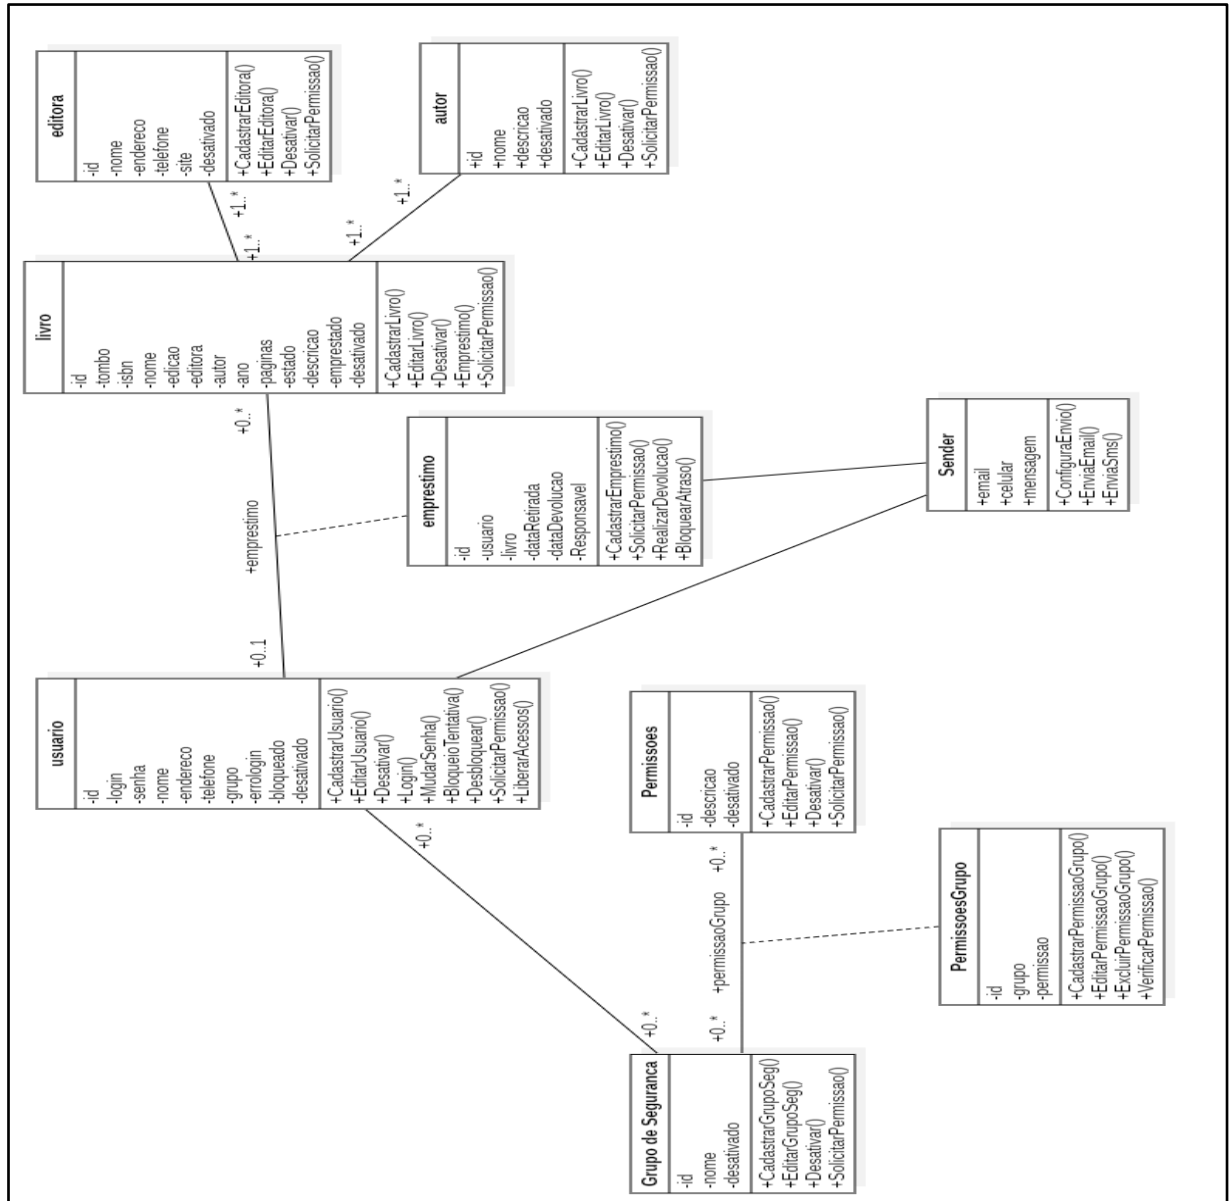 editora
-id
-nome
-endereco
-telefone
-site
-desativado
+CadastrarEditora()
+EditarEditora()
+Desativar()
+SolicitarPermissao()
autor
+id
+nome
+descricao
+desativado
+CadastrarLivro()
+EditarLivro()
+Desativar()
+SolicitarPermissao()
+1..*
+1..*
+1..*
+1..*
livro
-id
-tombo
-isbn
-nome
-edicao
-editora
-autor
-ano
-paginas
-estado
-descricao
-emprestado
-desativado
+CadastrarLivro()
+EditarLivro()
+Desativar()
+Emprestimo()
+SolicitarPermissao()
+0..*
+emprestimo
+0..1
emprestimo
-id
-usuario
-livro
-dataRetirada
-dataDevolucao
-Responsavel
+CadastrarEmprestimo()
+SolicitarPermissao()
+RealizarDevolucao()
+BloquearAtraso()
Sender
+email
+celular
+mensagem
+ConfiguraEnvio()
+EnviaEmail()
+EnviaSms()
usuario
-id
-login
-senha
-nome
-endereco
-telefone
-grupo
-errologin
-bloqueado
-desativado
+CadastrarUsuario()
+EditarUsuario()
+Desativar()
+Login()
+MudarSenha()
+BloqueioTentativa()
+Desbloquear()
+SolicitarPermissao()
+LiberarAcessos()
+0..*
+0..*
Permissoes
-id
-descricao
-desativado
+CadastrarPermissao()
+EditarPermissao()
+Desativar()
+SolicitarPermissao()
+0..*
+permissaoGrupo
+0..*
PermissoesGrupo
-id
-grupo
-permissao
+CadastrarPermissaoGrupo()
+EditarPermissaoGrupo()
+ExcluirPermissaoGrupo()
+VerificarPermissao()
Grupo de Seguranca
-id
-nome
-desativado
+CadastrarGrupoSeg()
+EditarGrupoSeg()
+Desativar()
+SolicitarPermissao()